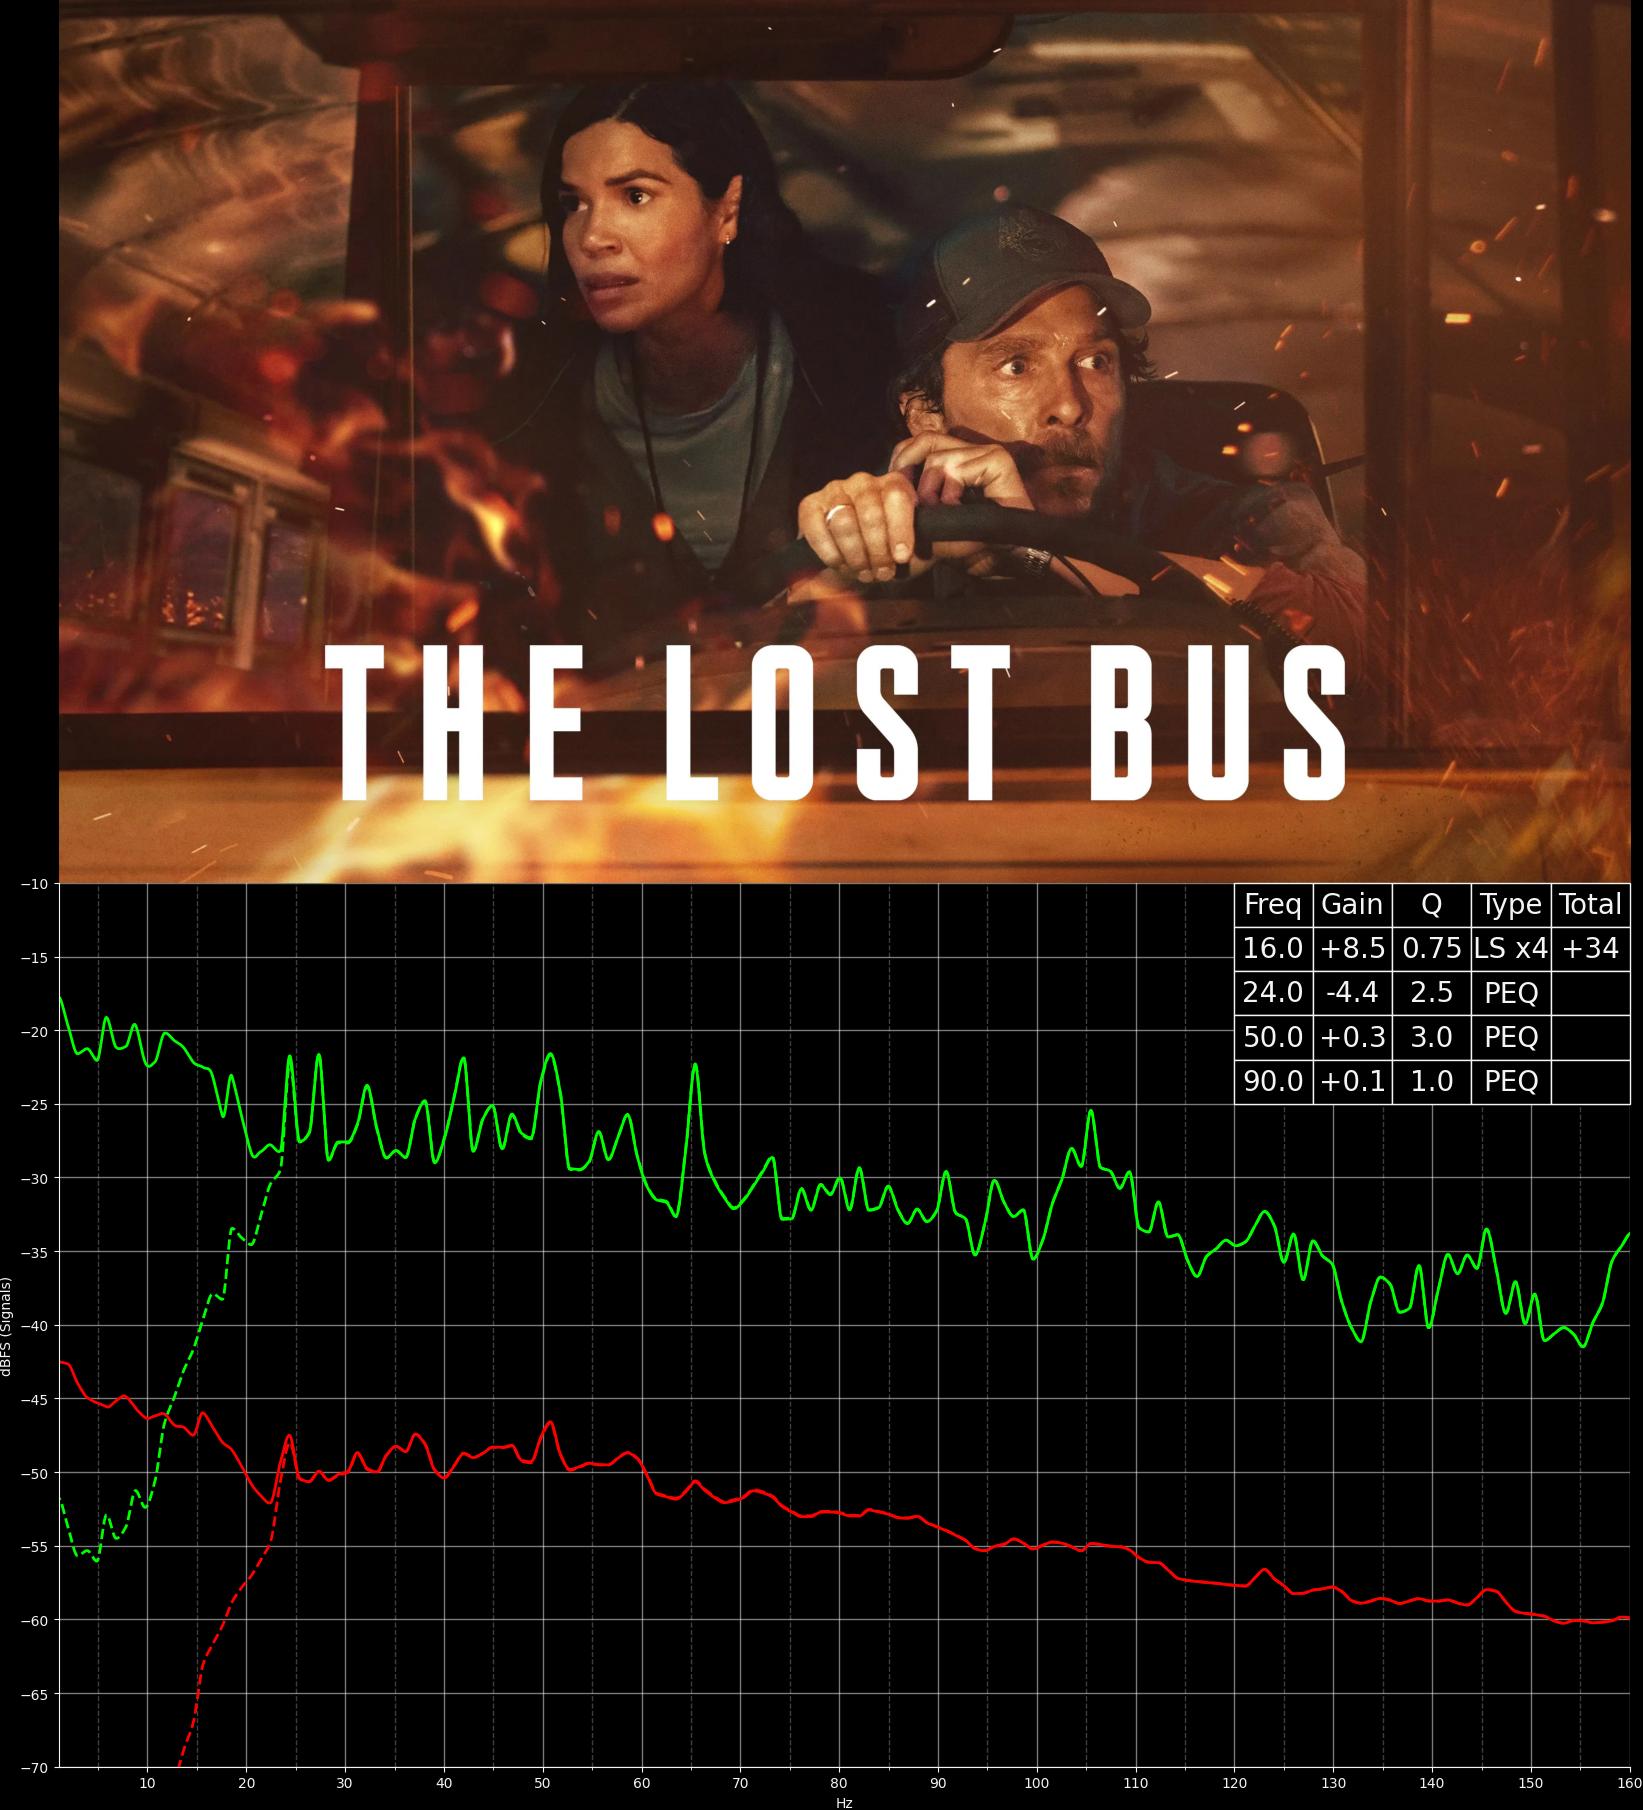 THE LOST BUS
Freq Gain Q Type Total
16.0 +8.5 0.75 LS x4 +34
24.0 -4.4 2.5 PEQ
50.0 +0.3 3.0 PEQ
90.0 +0.1 1.0 PEQ
−10
−15
−20
−25
−30
−35
−40
−45
−50
−55
−60
−65
−70
dBFS (Signals)
10 20 30 40 50 60 70 80 90 100 110 120 130 140 150 160
Hz